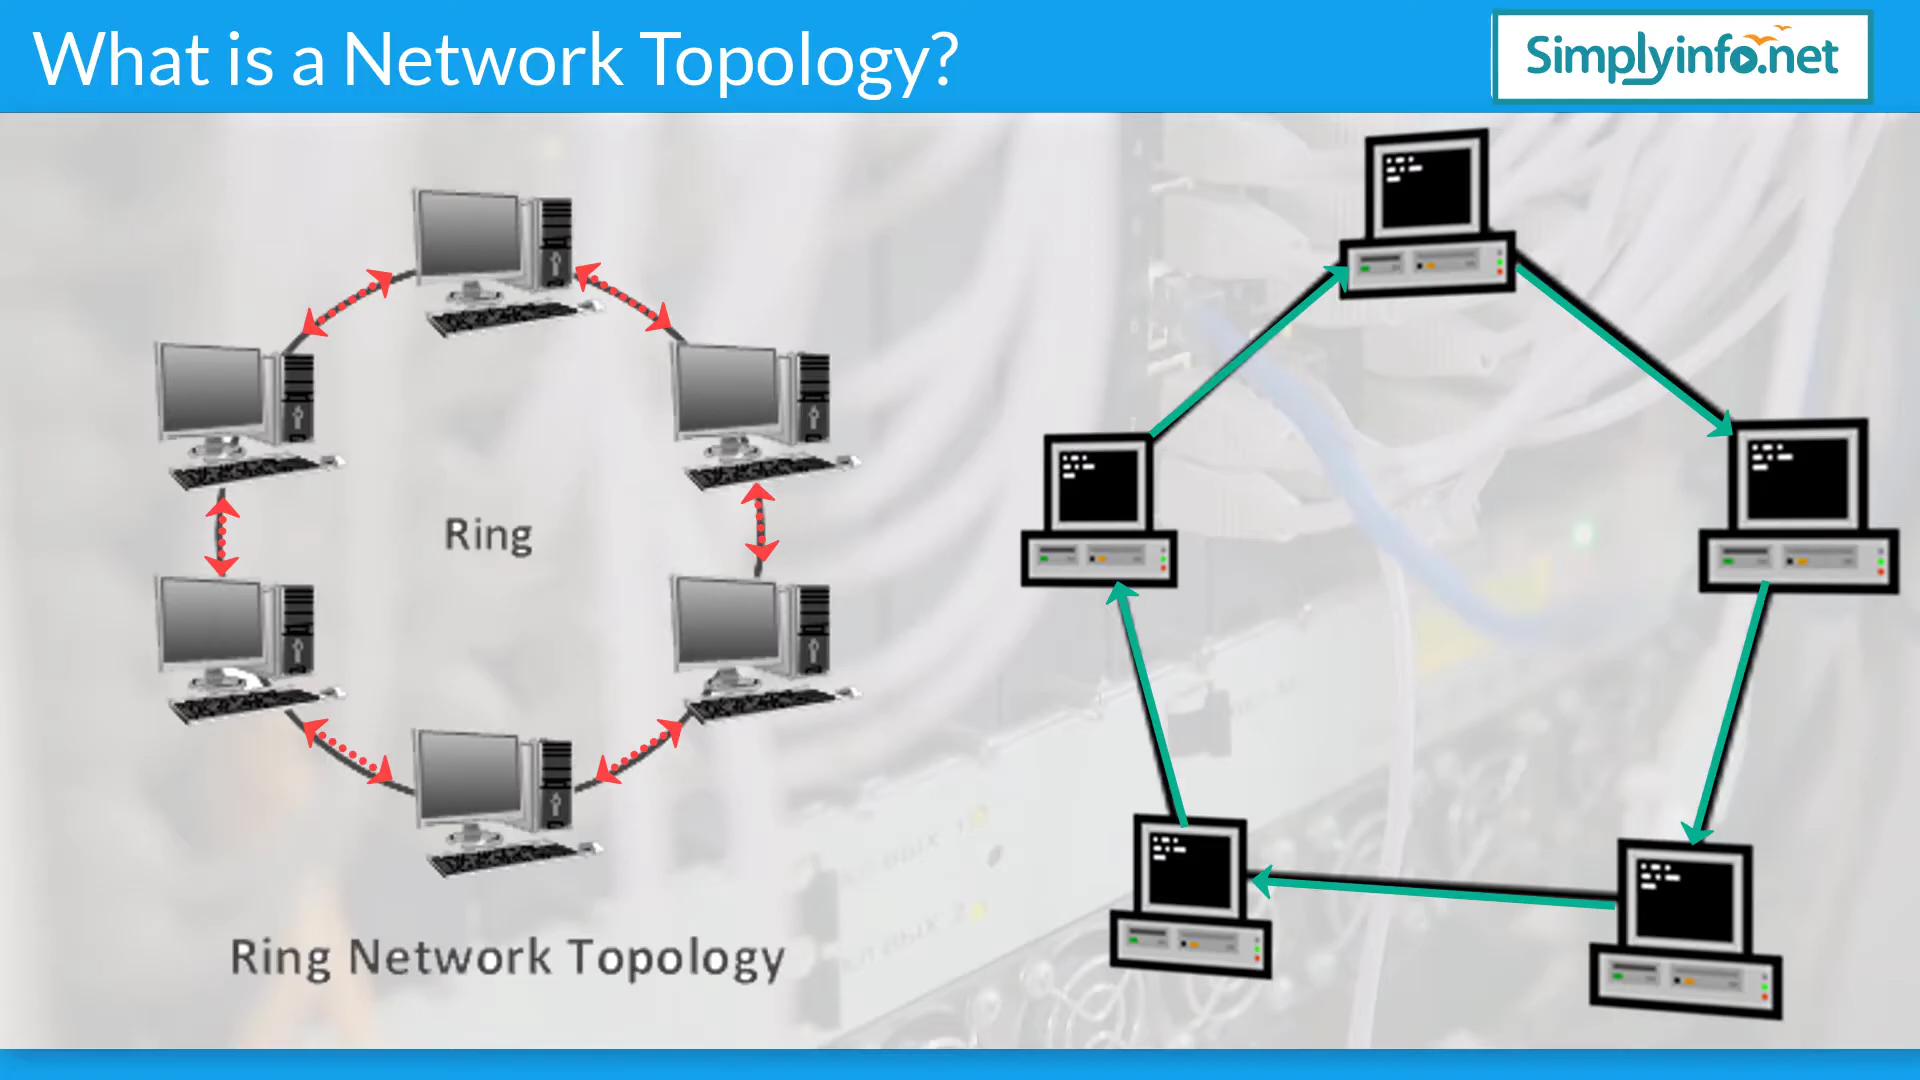 What is a Network Topology?
Simplyinfo.net
Ring
Ring Network Topology